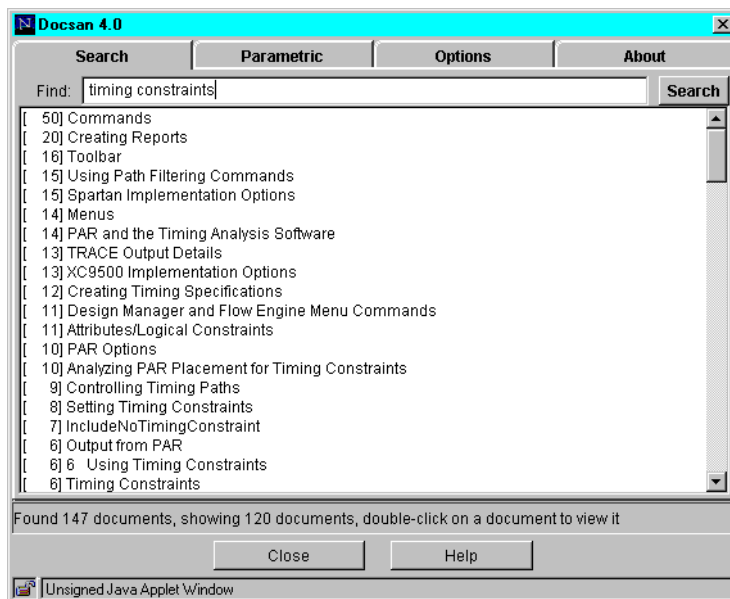 N Docsan 4.0
Search Parametric Options About
Find: timing constraints Search
[ 50] Commands
[ 20] Creating Reports
[ 16] Toolbar
[ 15] Using Path Filtering Commands
[ 15] Spartan Implementation Options
[ 14] Menus
[ 14] PAR and the Timing Analysis Software
[ 13] TRACE Output Details
[ 13] XC9500 Implementation Options
[ 12] Creating Timing Specifications
[ 11] Design Manager and Flow Engine Menu Commands
[ 11] Attributes/Logical Constraints
[ 10] PAR Options
[ 10] Analyzing PAR Placement for Timing Constraints
[ 9] Controlling Timing Paths
[ 8] Setting Timing Constraints
[ 7] IncludeNoTimingConstraint
[ 6] Output from PAR
[ 6] 6 Using Timing Constraints
[ 6] Timing Constraints
Found 147 documents, showing 120 documents, double-click on a document to view it
Close Help
Unsigned Java Applet Window